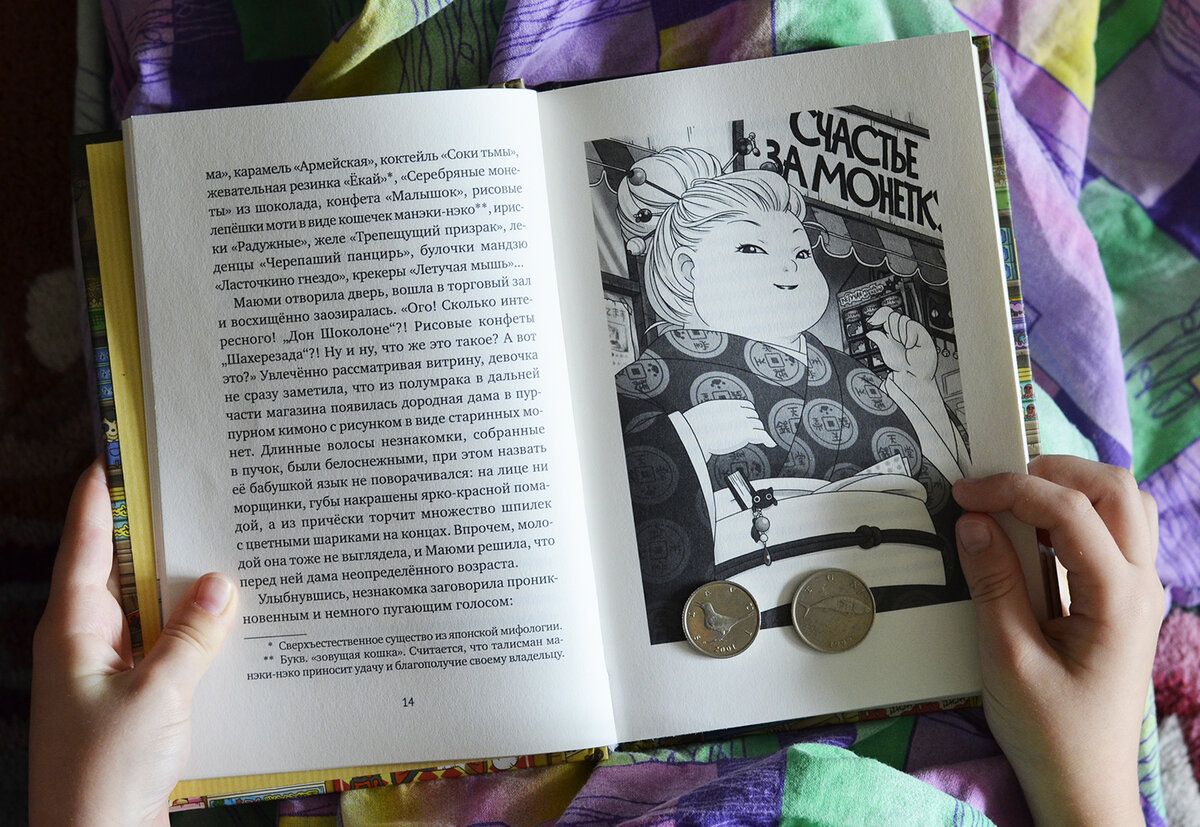 ма», карамель «Армейская», коктейль «Соки тьмы»,
жевательная резинка «Ёкай»*, «Серебряные моне-
ты» из шоколада, конфета «Малышок», рисовые
лепёшки моти в виде кошечек манэки-нэко**, ирис-
ки «Радужные», желе «Трепещущий призрак», ле-
денцы «Черепаший панцирь», булочки мандзю
«Ласточкино гнездо», крекеры «Летучая мышь»...
Маюми отворила дверь, вошла в торговый зал
и восхищённо заозиралась. «Ого! Сколько инте-
ресного! „Дон Шоколоне“?! Рисовые конфеты
„Шахерезада“?! Ну и ну, что же это такое? А вот
это?» Увлечённо рассматривая витрину, девочка
не сразу заметила, что из полумрака в дальней
части магазина появилась дородная дама в пур-
пурном кимоно с рисунком в виде старинных мо-
нет. Длинные волосы незнакомки, собранные
в пучок, были белоснежными, при этом назвать
её бабушкой язык не поворачивался: на лице ни
морщинки, губы накрашены ярко-красной пома-
дой, а из причёски торчит множество шпилек
с цветными шариками на концах. Впрочем, моло-
дой она тоже не выглядела, и Маюми решила, что
перед ней дама неопределённого возраста.
Улыбнувшись, незнакомка заговорила проник-
новенным и немного пугающим голосом:
* Сверхъестественное существо из японской мифологии.
** Букв. «зовущая кошка». Считается, что талисман ма-
нэки-нэко приносит удачу и благополучие своему владельцу.
14
СЧАСТЬЕ
ЗА МОНЕТК
2001